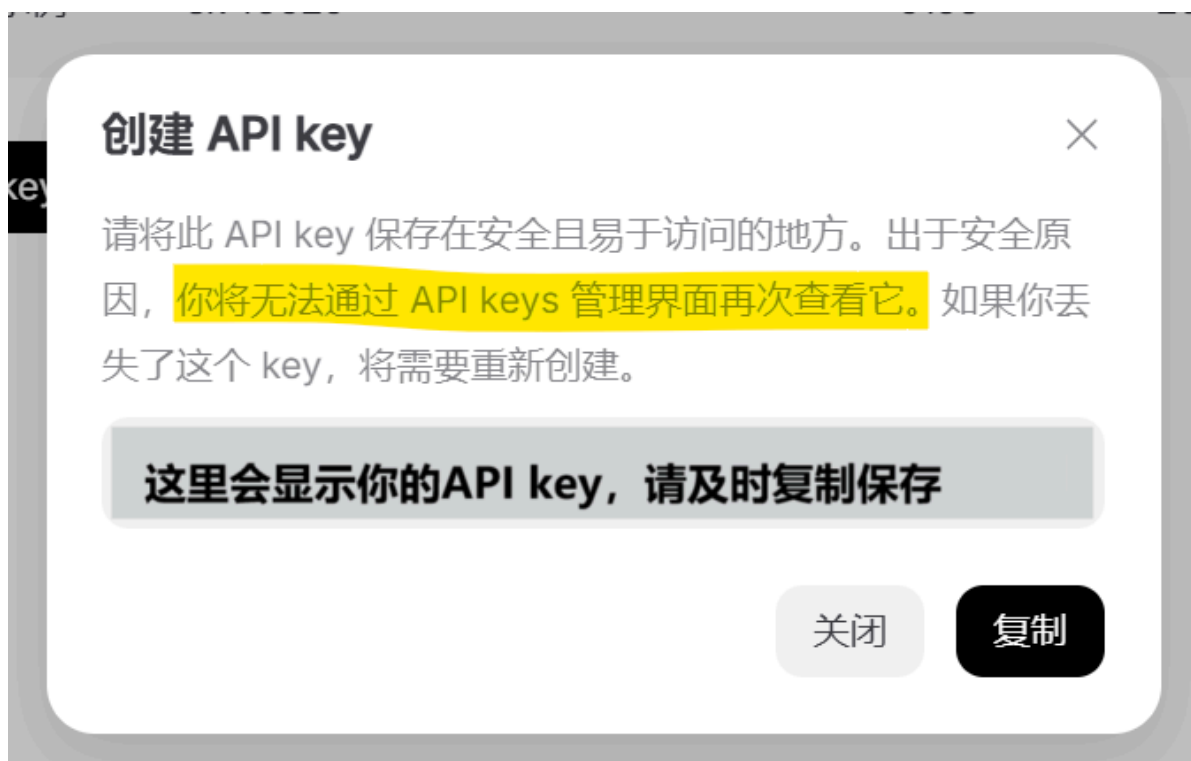 创建 API key
key
请将此 API key 保存在安全且易于访问的地方。出于安全原
因，你将无法通过 API keys 管理界面再次查看它。如果你丢
失了这个 key，将需要重新创建。
这里会显示你的API key，请及时复制保存
关闭
复制